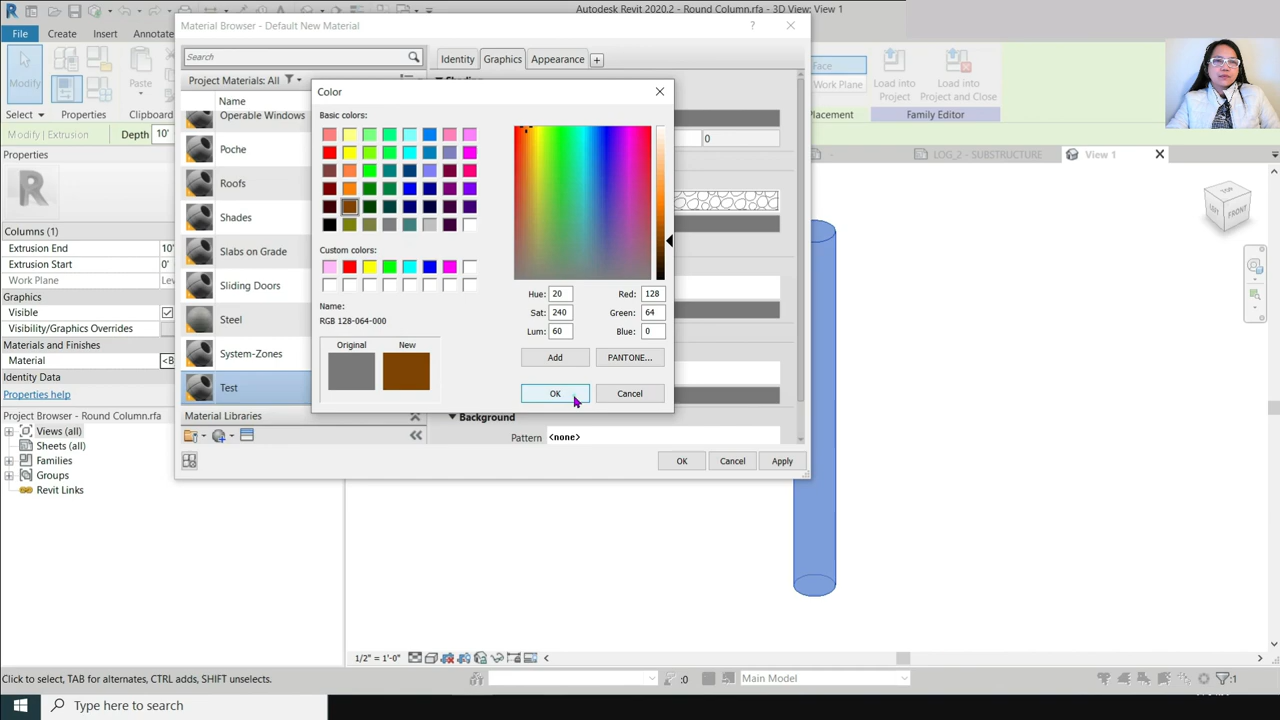 Autodesk Revit 2020.2 - Round Column.rfa - 3D View: View 1
File
Create
Insert
Annotate
Modify
Paste
Select
Properties
Clipboard
Modify | Extrusion
Depth
10'
Properties
R
Columns (1)
Extrusion End
10'
Extrusion Start
0'
Work Plane
Graphics
Visible
Visibility/Graphics Overrides
Materials and Finishes
Material
Identity Data
Properties help
Project Browser - Round Column.rfa
Views (all)
Sheets (all)
Families
Groups
Revit Links
Material Browser - Default New Material
?
Search
Project Materials: All
Name
Operable Windows
Poche
Roofs
Shades
Slabs on Grade
Sliding Doors
Steel
System-Zones
Test
Material Libraries
Identity
Graphics
Appearance
0
Background
Pattern
<none>
OK
Cancel
Apply
Color
Basic colors:
Custom colors:
Name:
RGB 128-064-000
Original
New
Hue:
20
Red:
128
Sat:
240
Green:
64
Lum:
60
Blue:
0
Add
PANTONE...
OK
Cancel
Face
Work Plane
Placement
Load into
Project
Load into
Project and Close
Family Editor
LOG_2 - SUBSTRUCTURE
View 1
TOP
LEFT
FRONT
1/2" = 1'-0"
Click to select, TAB for alternates, CTRL adds, SHIFT unselects.
:0
Main Model
:1
Type here to search